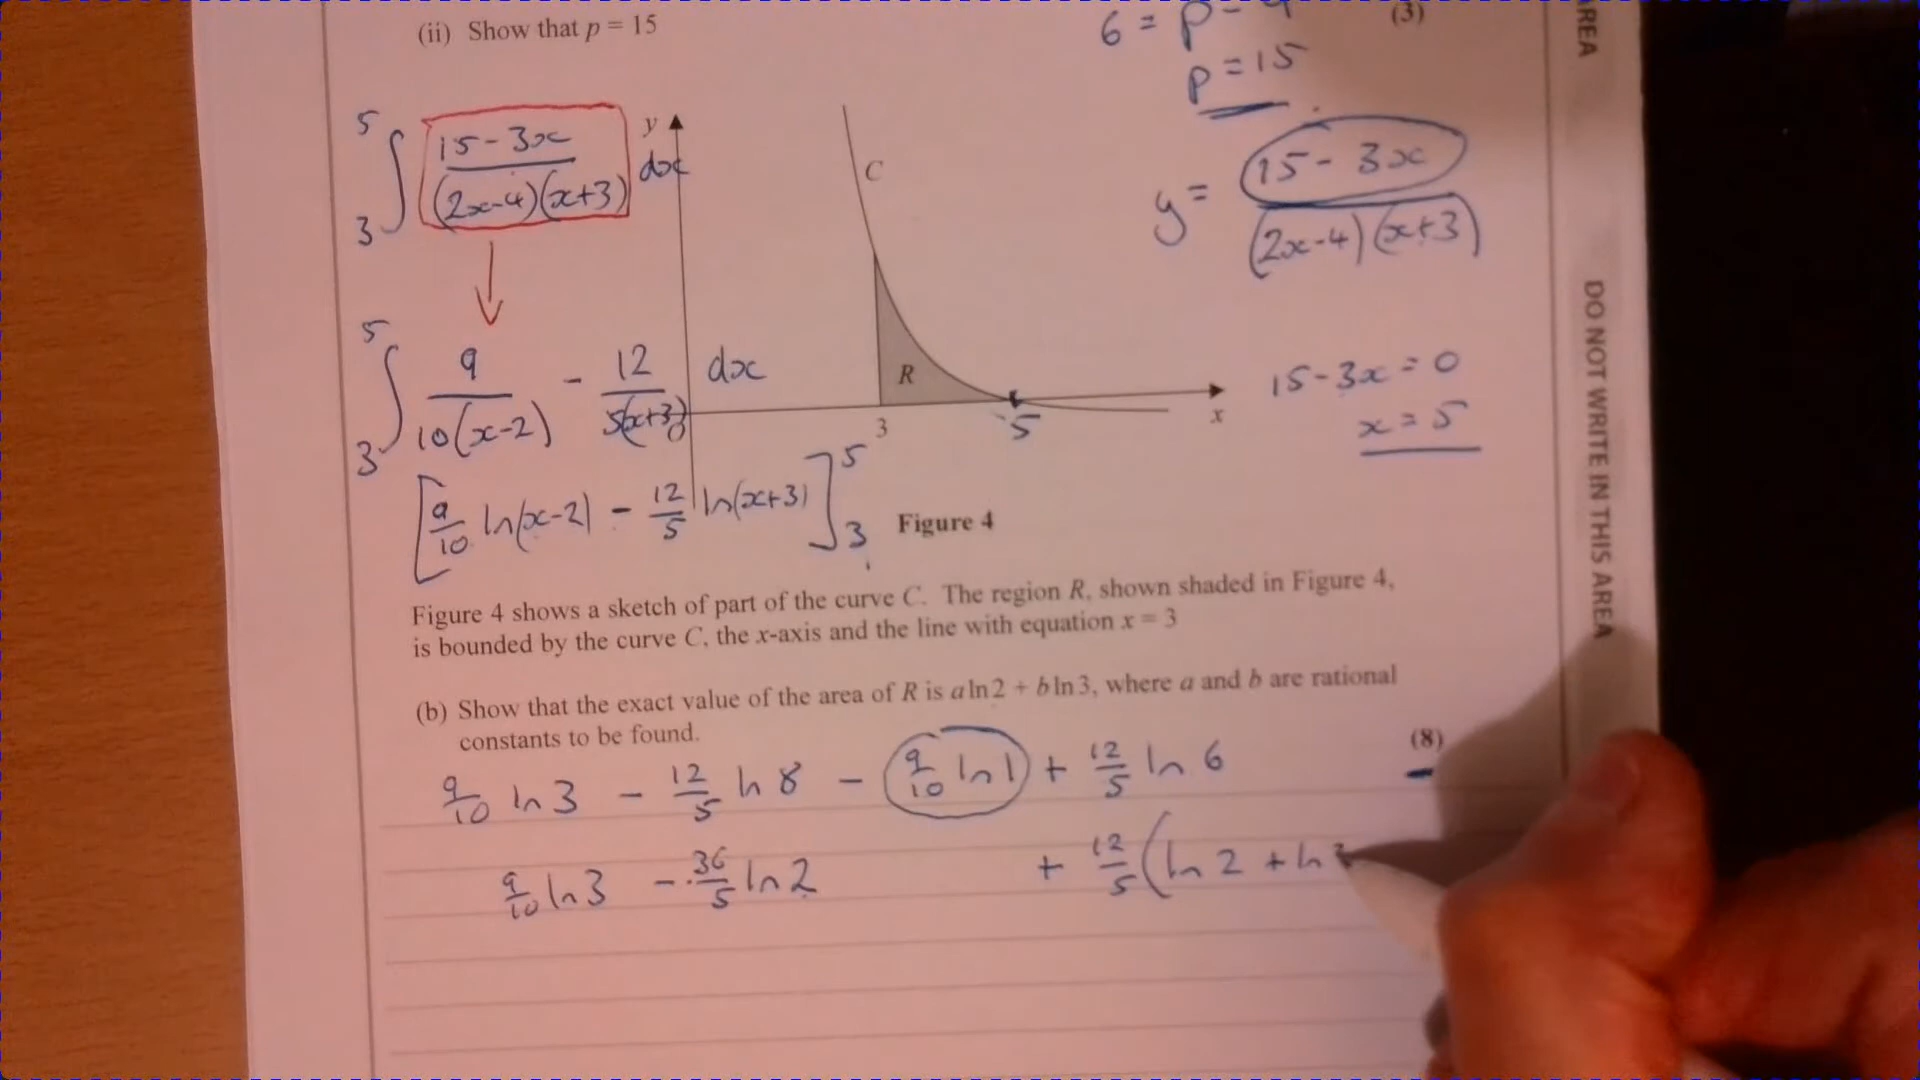 (ii) Show that p = 15
6 = p -
(3)
p = 15
AREA
5
∫ (15-3x)/((2x-4)(x+3)) dx
3
y
C
y = (15-3x)/((2x-4)(x+3))
DO NOT WRITE IN THIS AREA
5
∫ 9/(10(x-2)) - 12/(5(x+3)) dx
3
R
3
5
x
15-3x = 0
x = 5
[9/10 ln(x-2) - 12/5 ln(x+3)]
5
3
Figure 4
Figure 4 shows a sketch of part of the curve C. The region R, shown shaded in Figure 4,
is bounded by the curve C, the x-axis and the line with equation x = 3
(b) Show that the exact value of the area of R is a ln 2 + b ln 3, where a and b are rational
constants to be found.
(8)
9/10 ln 3 - 12/5 ln 8 - 9/10 ln 1 + 12/5 ln 6
9/10 ln 3 - 36/5 ln 2 + 12/5 (ln 2 + ln